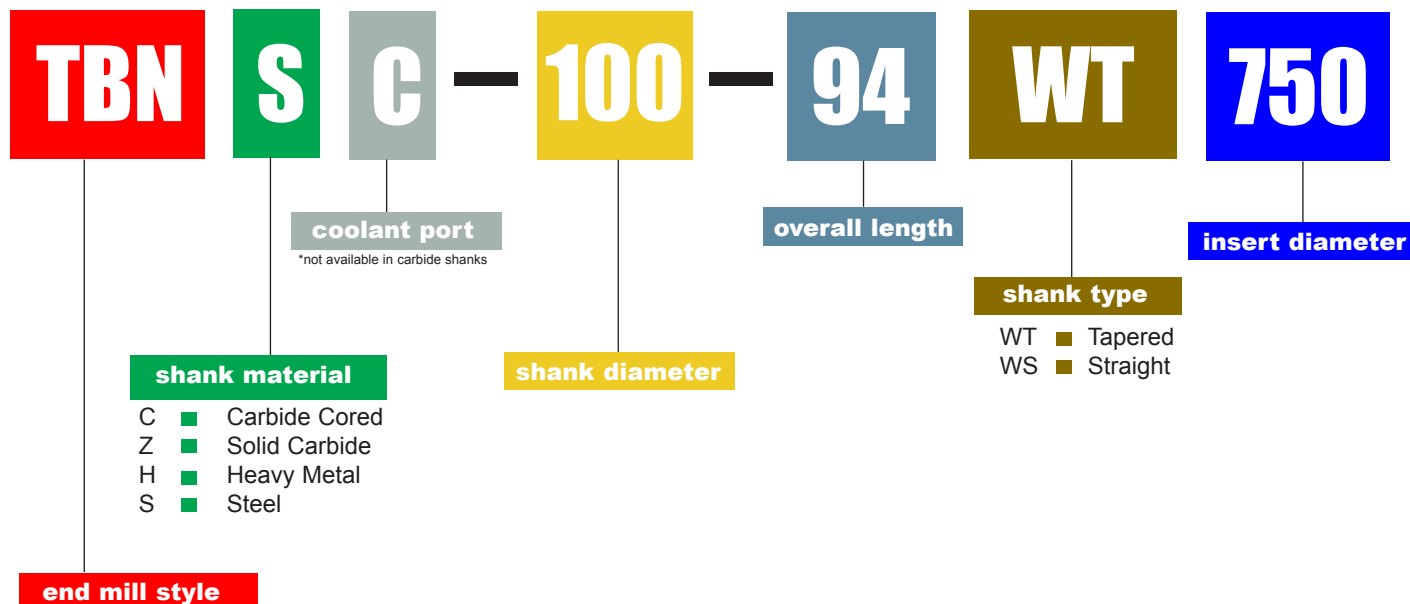 TBN S C - 100 - 94 WT 750
coolant port
*not available in carbide shanks
overall length
insert diameter
shank type
WT Tapered
WS Straight
shank material
C Carbide Cored
Z Solid Carbide
H Heavy Metal
S Steel
shank diameter
end mill style